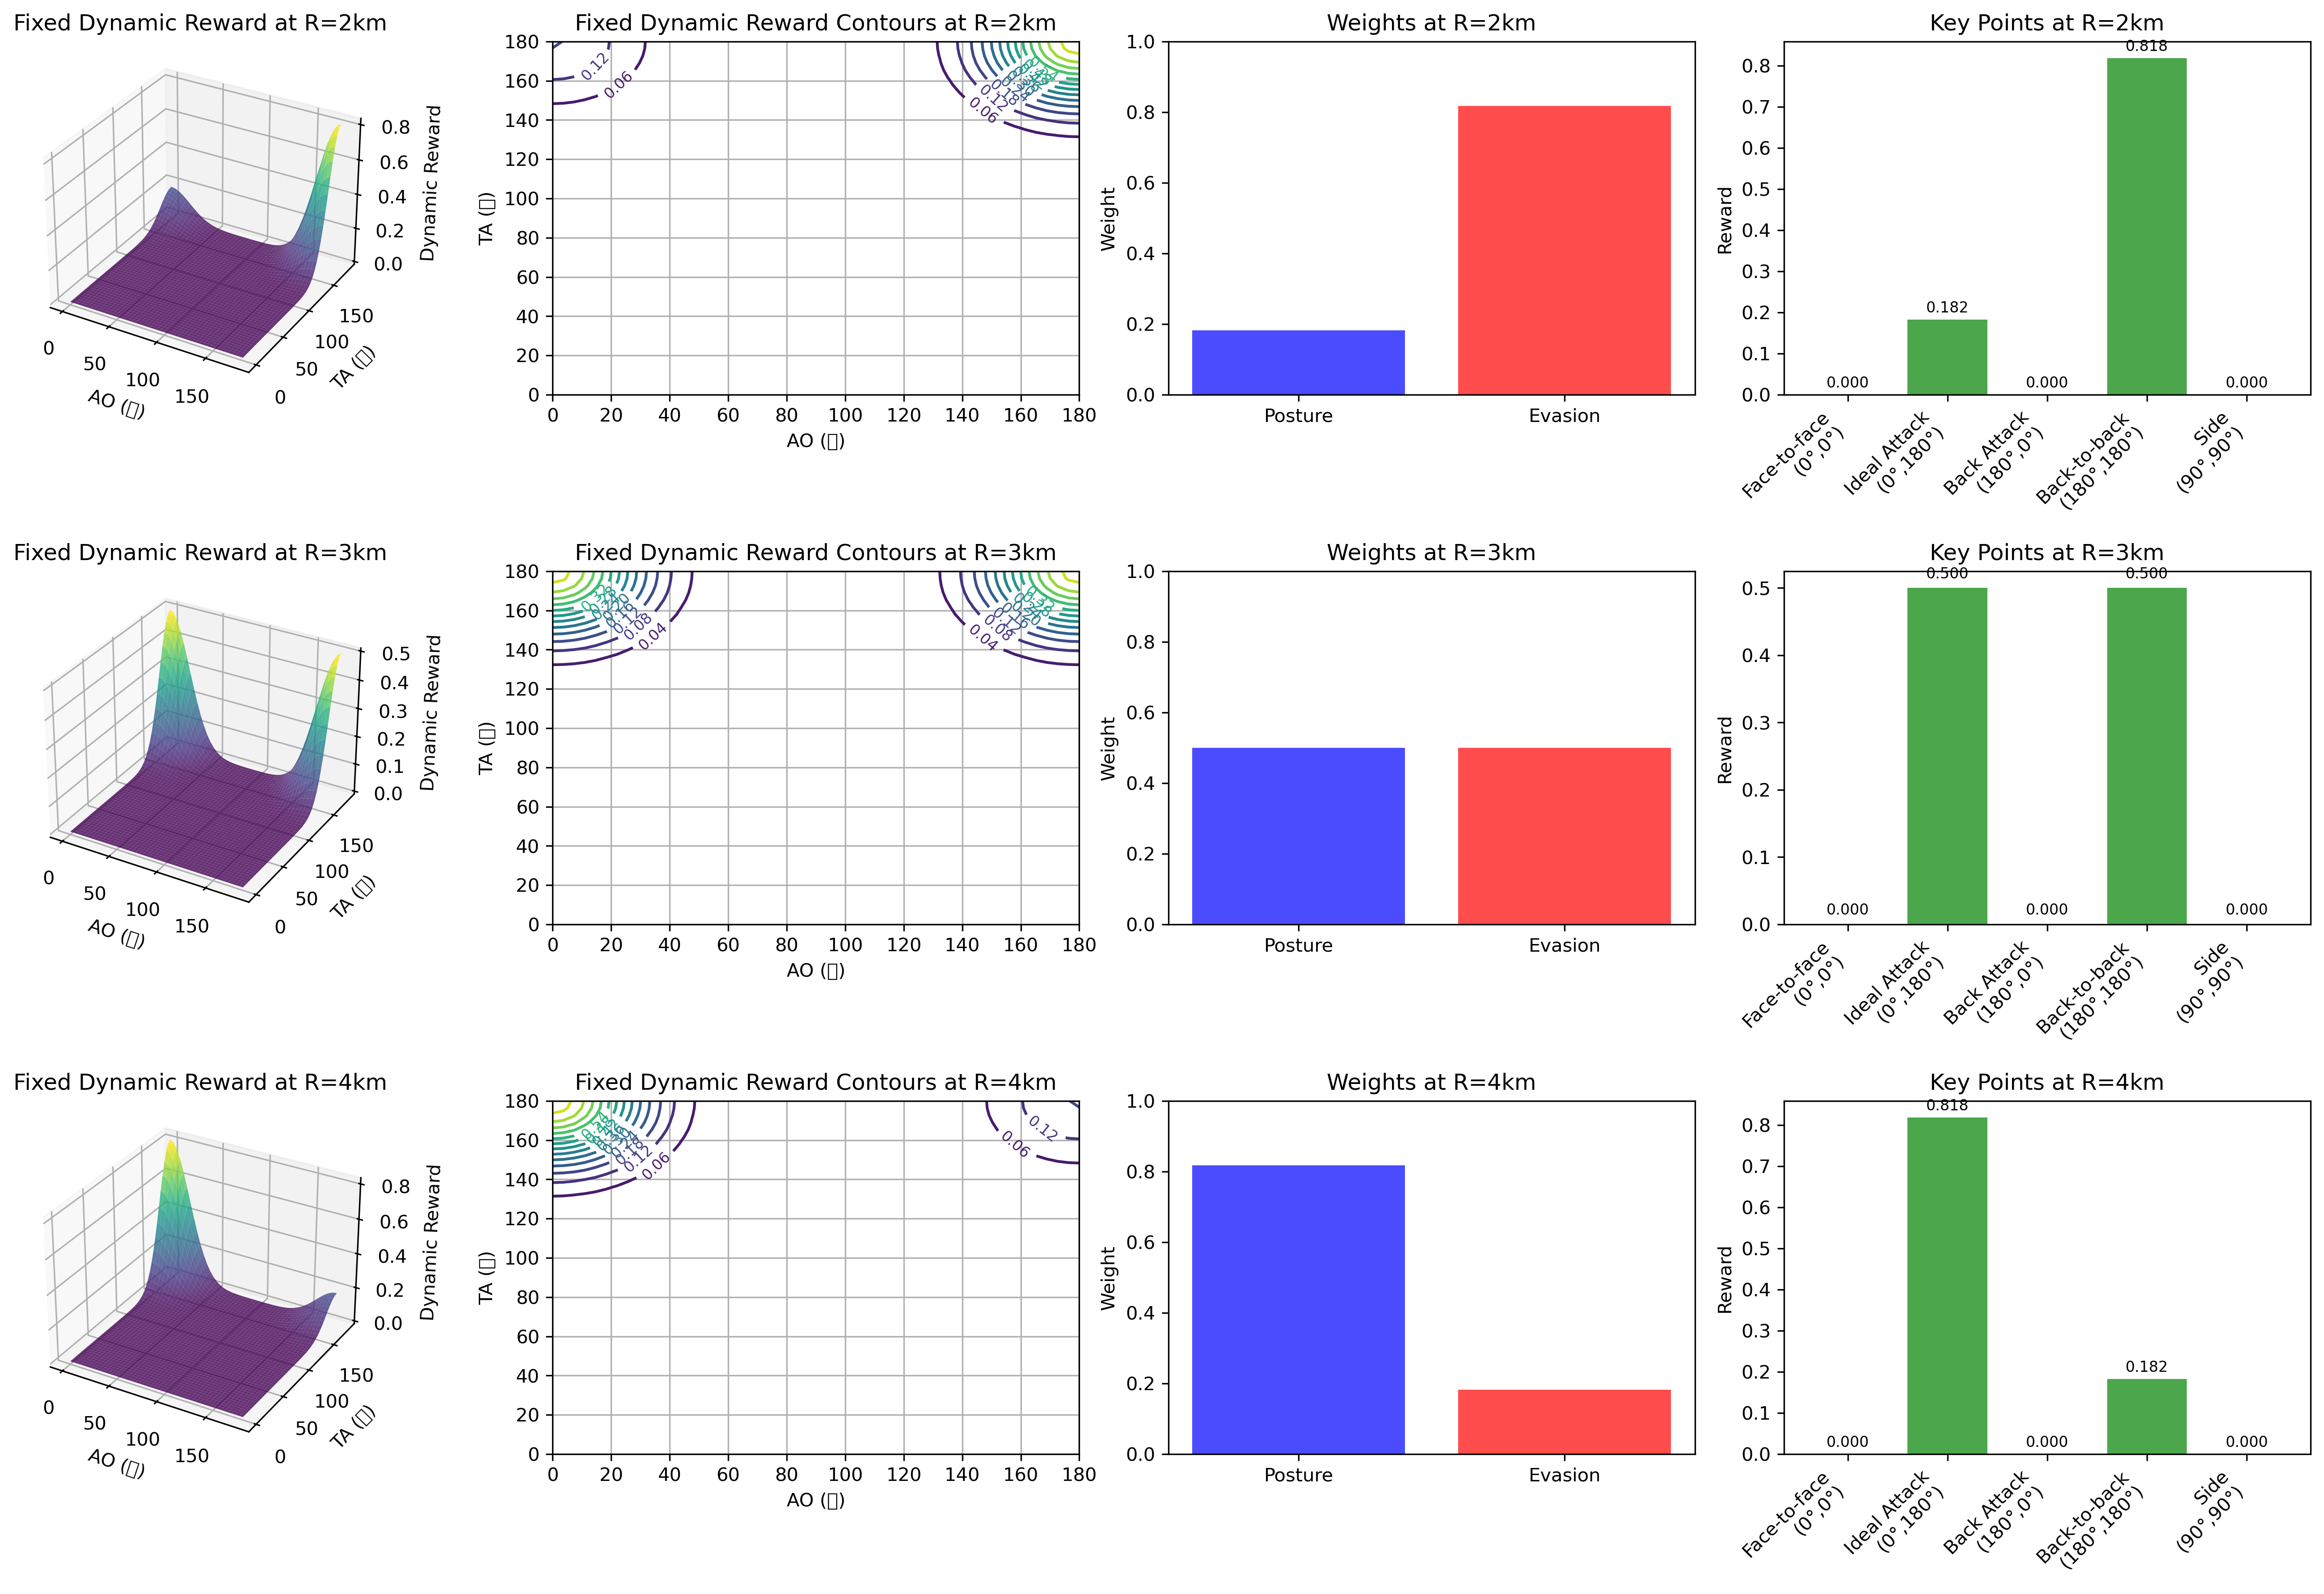 Fixed Dynamic Reward at R=2km
0.8
0.6
0.4
0.2
0.0
Dynamic Reward
0
50
100
150
AO (▯)
0
50
100
150
TA (▯)
Fixed Dynamic Reward Contours at R=2km
180
160
140
120
100
80
60
40
20
0
TA (▯)
0 20 40 60 80 100 120 140 160 180
AO (▯)
0.12
0.06
0.12
0.06
Weights at R=2km
1.0
0.8
0.6
0.4
0.2
0.0
Weight
Posture Evasion
Key Points at R=2km
0.8
0.7
0.6
0.5
0.4
0.3
0.2
0.1
0.0
Reward
0.000 0.182 0.000 0.818 0.000
Face-to-face
(0°,0°)
Ideal Attack
(0°,180°)
Back Attack
(180°,0°)
Back-to-back
(180°,180°)
Side
(90°,90°)
Fixed Dynamic Reward at R=3km
0.5
0.4
0.3
0.2
0.1
0.0
Dynamic Reward
0
50
100
150
AO (▯)
0
50
100
150
TA (▯)
Fixed Dynamic Reward Contours at R=3km
180
160
140
120
100
80
60
40
20
0
TA (▯)
0 20 40 60 80 100 120 140 160 180
AO (▯)
0.12
0.08
0.04
0.12
0.08
0.04
Weights at R=3km
1.0
0.8
0.6
0.4
0.2
0.0
Weight
Posture Evasion
Key Points at R=3km
0.5
0.4
0.3
0.2
0.1
0.0
Reward
0.000 0.500 0.000 0.500 0.000
Face-to-face
(0°,0°)
Ideal Attack
(0°,180°)
Back Attack
(180°,0°)
Back-to-back
(180°,180°)
Side
(90°,90°)
Fixed Dynamic Reward at R=4km
0.8
0.6
0.4
0.2
0.0
Dynamic Reward
0
50
100
150
AO (▯)
0
50
100
150
TA (▯)
Fixed Dynamic Reward Contours at R=4km
180
160
140
120
100
80
60
40
20
0
TA (▯)
0 20 40 60 80 100 120 140 160 180
AO (▯)
0.12
0.06
0.12
0.06
Weights at R=4km
1.0
0.8
0.6
0.4
0.2
0.0
Weight
Posture Evasion
Key Points at R=4km
0.8
0.7
0.6
0.5
0.4
0.3
0.2
0.1
0.0
Reward
0.000 0.818 0.000 0.182 0.000
Face-to-face
(0°,0°)
Ideal Attack
(0°,180°)
Back Attack
(180°,0°)
Back-to-back
(180°,180°)
Side
(90°,90°)